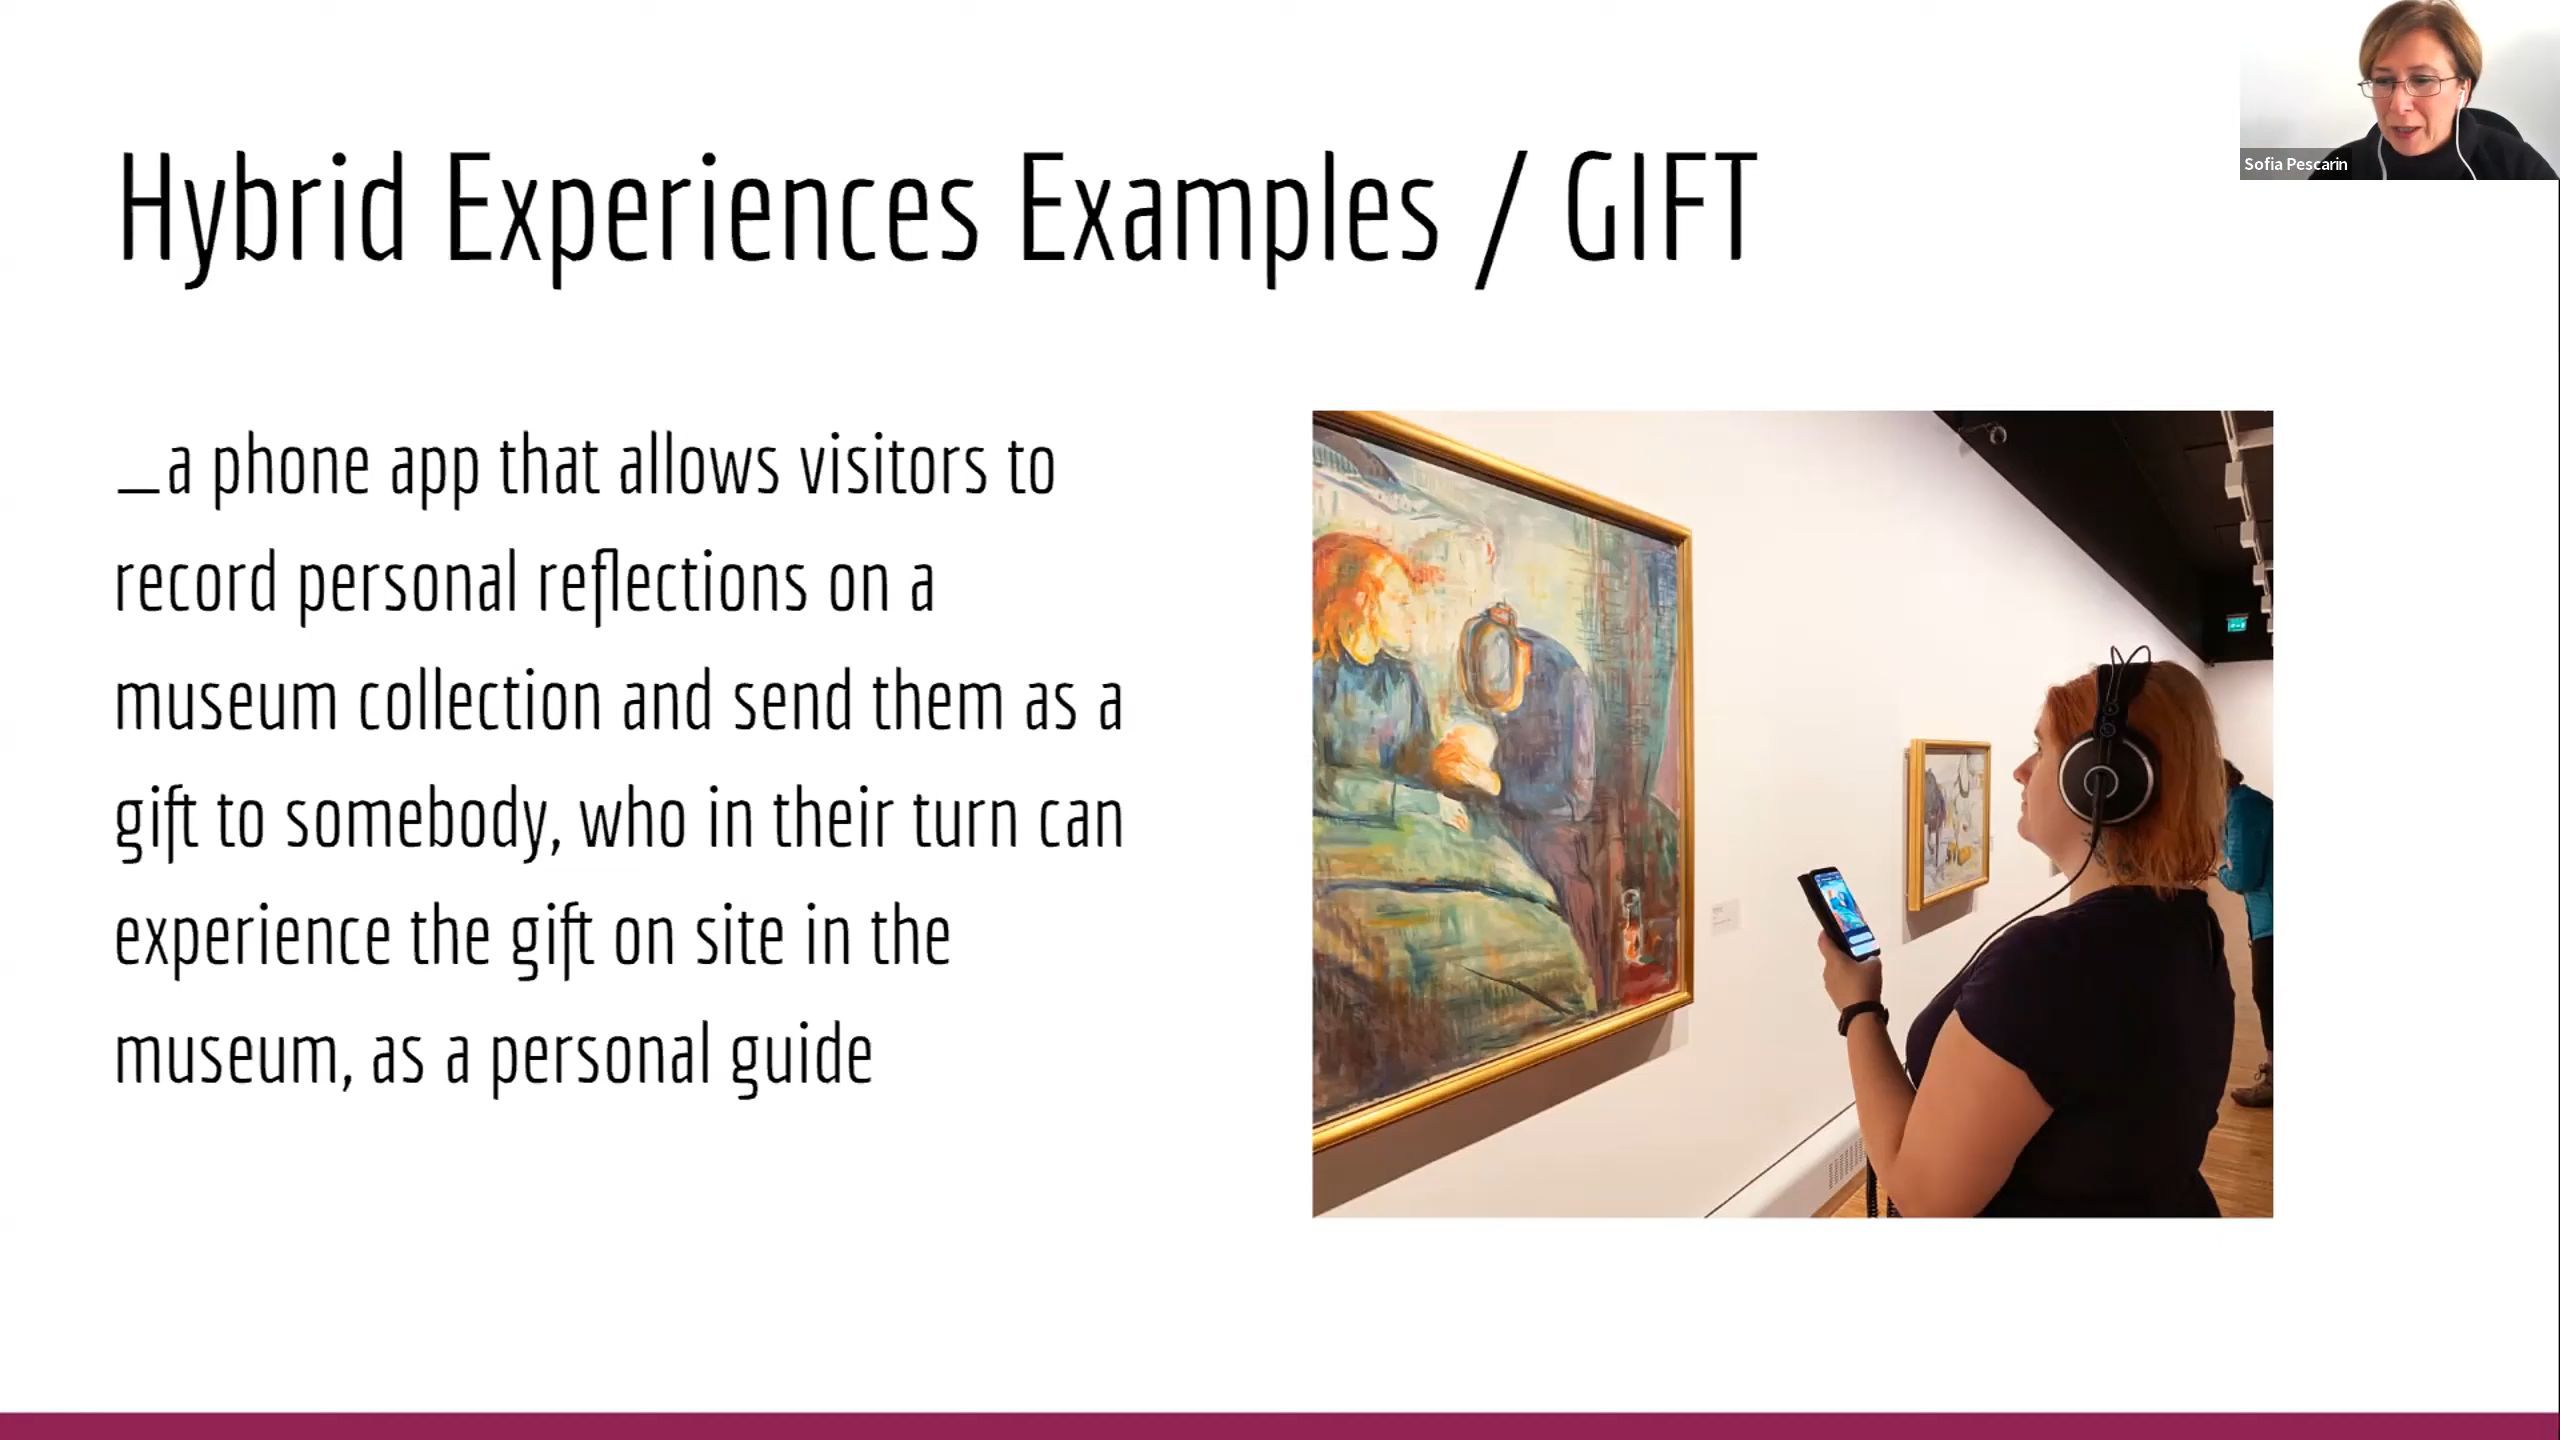 Hybrid Experiences Examples / GIFT
_a phone app that allows visitors to
record personal reflections on a
museum collection and send them as a
gift to somebody, who in their turn can
experience the gift on site in the
museum, as a personal guide
Sofia Pescarin